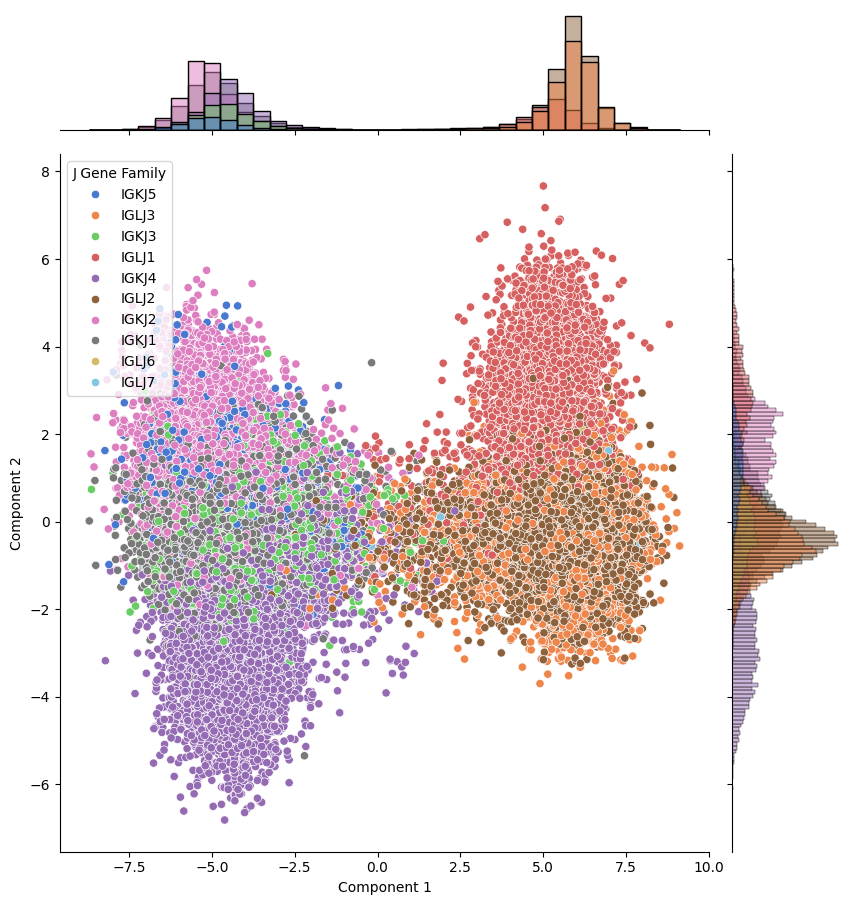 J Gene Family
IGKJ5
IGLJ3
IGKJ3
IGLJ1
IGKJ4
IGLJ2
IGKJ2
IGKJ1
IGLJ6
IGLJ7
8
6
4
2
0
−2
−4
−6
Component 2
−7.5 −5.0 −2.5 0.0 2.5 5.0 7.5 10.0
Component 1